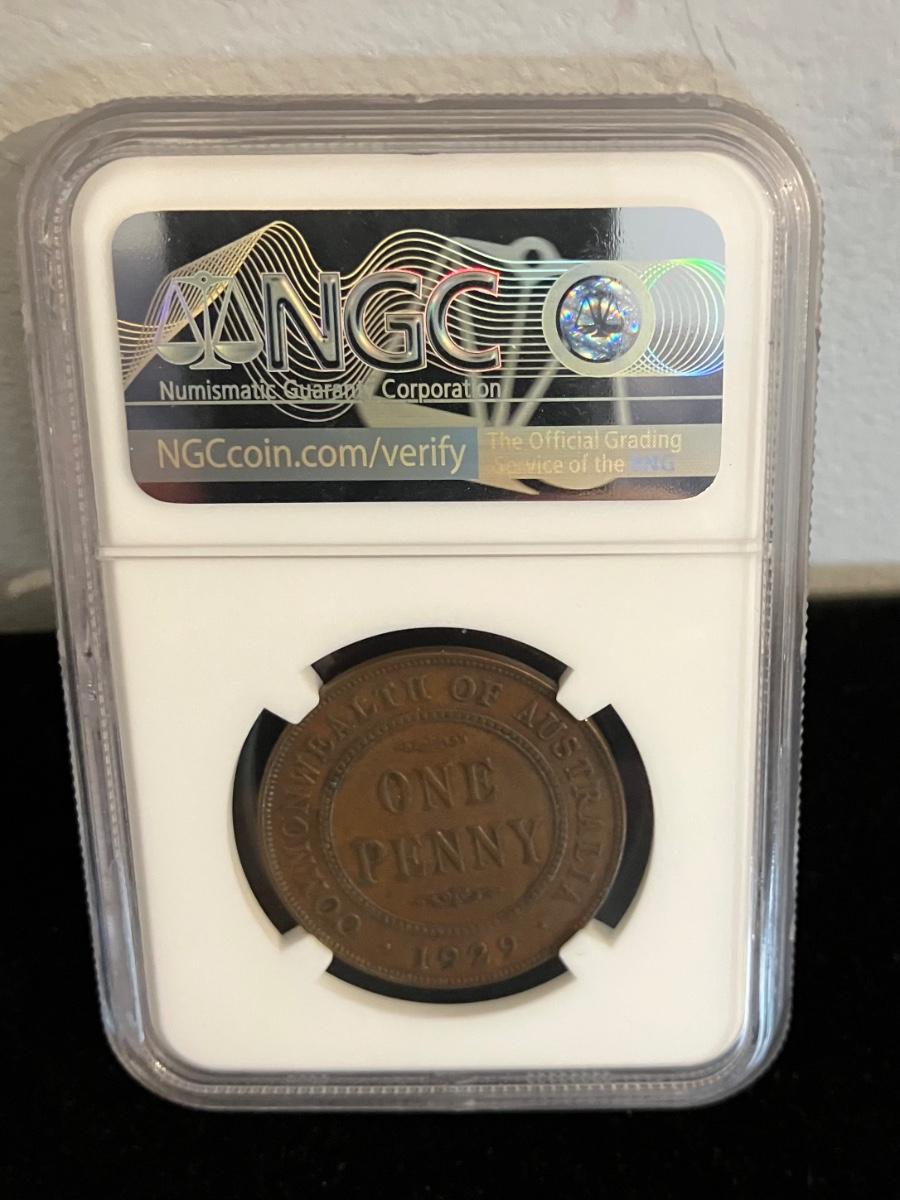 NGC
Numismatic Guaranty Corporation
NGCcoin.com/verify
The Official Grading
Service of the PNG
COMMONWEALTH OF AUSTRALIA
ONE
PENNY
· 1929 ·